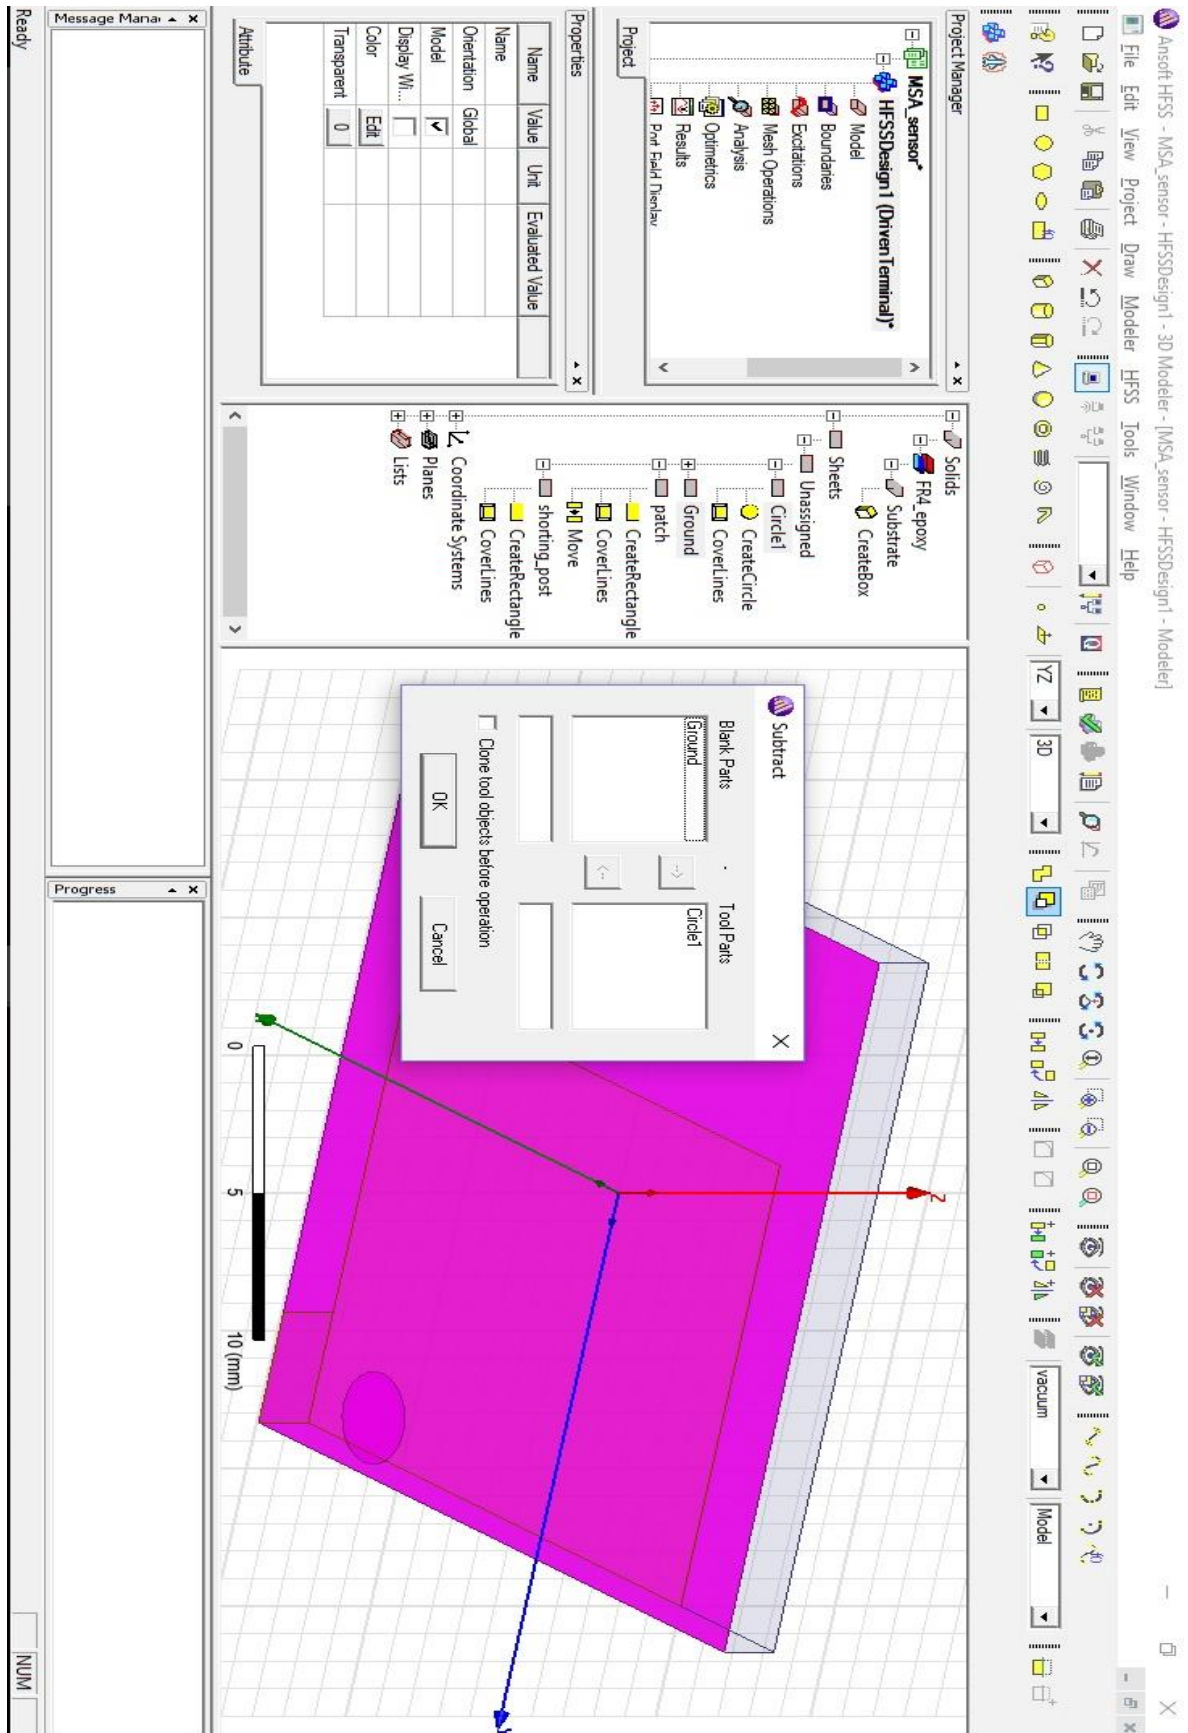 Ansoft HFSS - MSA_sensor - HFSSDesign1 - 3D Modeler - [MSA_sensor - HFSSDesign1 - Modeler]
File Edit View Project Draw Modeler HFSS Tools Window Help
YZ 3D vacuum Model
Project Manager
MSA_sensor*
HFSSDesign1 (DrivenTerminal)*
Model
Boundaries
Excitations
Mesh Operations
Analysis
Optimetrics
Results
Port Field Display
Project
Properties
Name Value Unit Evaluated Value
Name
Orientation Global
Model
Display Wi...
Color Edit
Transparent 0
Attribute
Solids
FR4_epoxy
Substrate
CreateBox
Sheets
Unassigned
Circle1
CreateCircle
CoverLines
Ground
patch
CreateRectangle
CoverLines
Move
shorting_post
CreateRectangle
CoverLines
Coordinate Systems
Planes
Lists
Subtract
Blank Parts Tool Parts
Ground Circle1
-> 
<-
Clone tool objects before operation
OK Cancel
Z
0 5 10 (mm)
Message Mana
Progress
Ready NUM